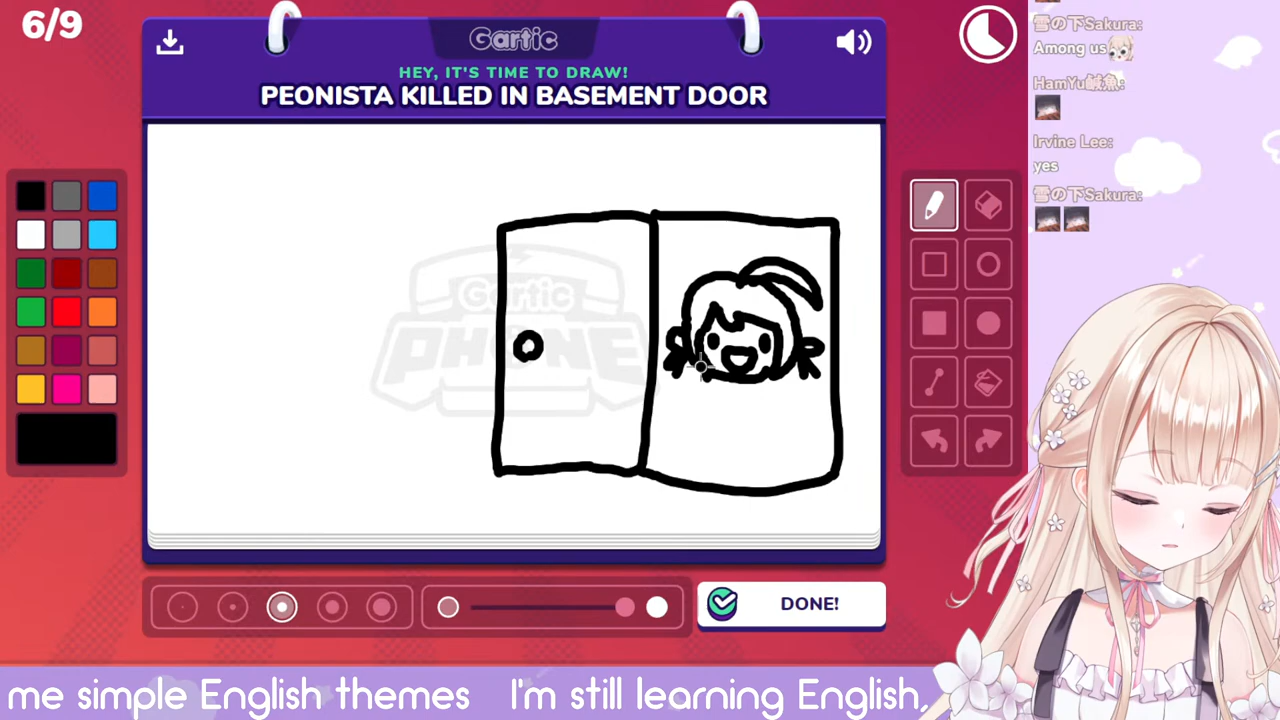 6/9
Gartic
HEY, IT'S TIME TO DRAW!
PEONISTA KILLED IN BASEMENT DOOR
Gartic
PHONE
DONE!
雪の下Sakura:
Among us
HamYu鹹魚:
Irvine Lee:
yes
雪の下Sakura:
me simple English themes I'm still learning English,